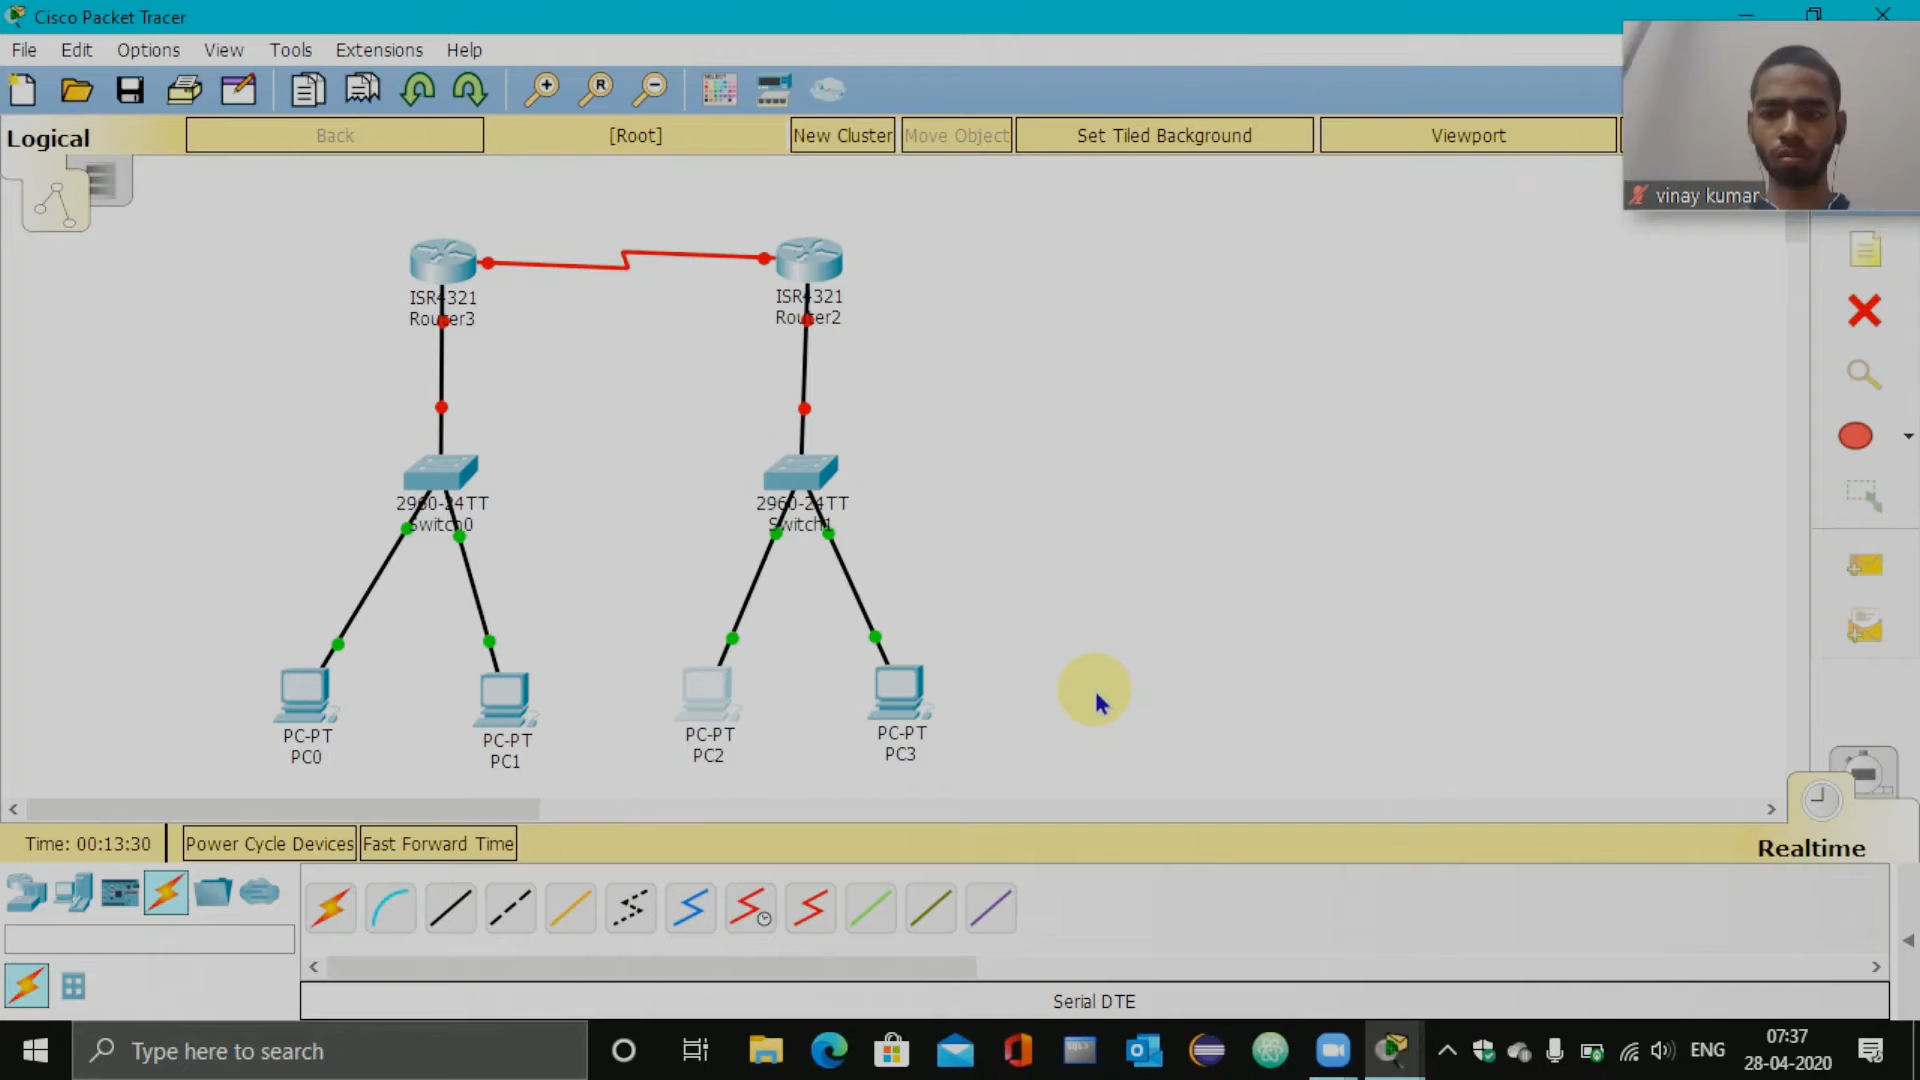 Cisco Packet Tracer
File Edit Options View Tools Extensions Help
Logical
Back
[Root]
New Cluster
Move Object
Set Tiled Background
Viewport
vinay kumar
ISR4321
Router3
ISR4321
Router2
2960-24TT
Switch0
2960-24TT
Switch1
PC-PT
PC0
PC-PT
PC1
PC-PT
PC2
PC-PT
PC3
Time: 00:13:30
Power Cycle Devices
Fast Forward Time
Realtime
Serial DTE
Type here to search
ENG
07:37
28-04-2020